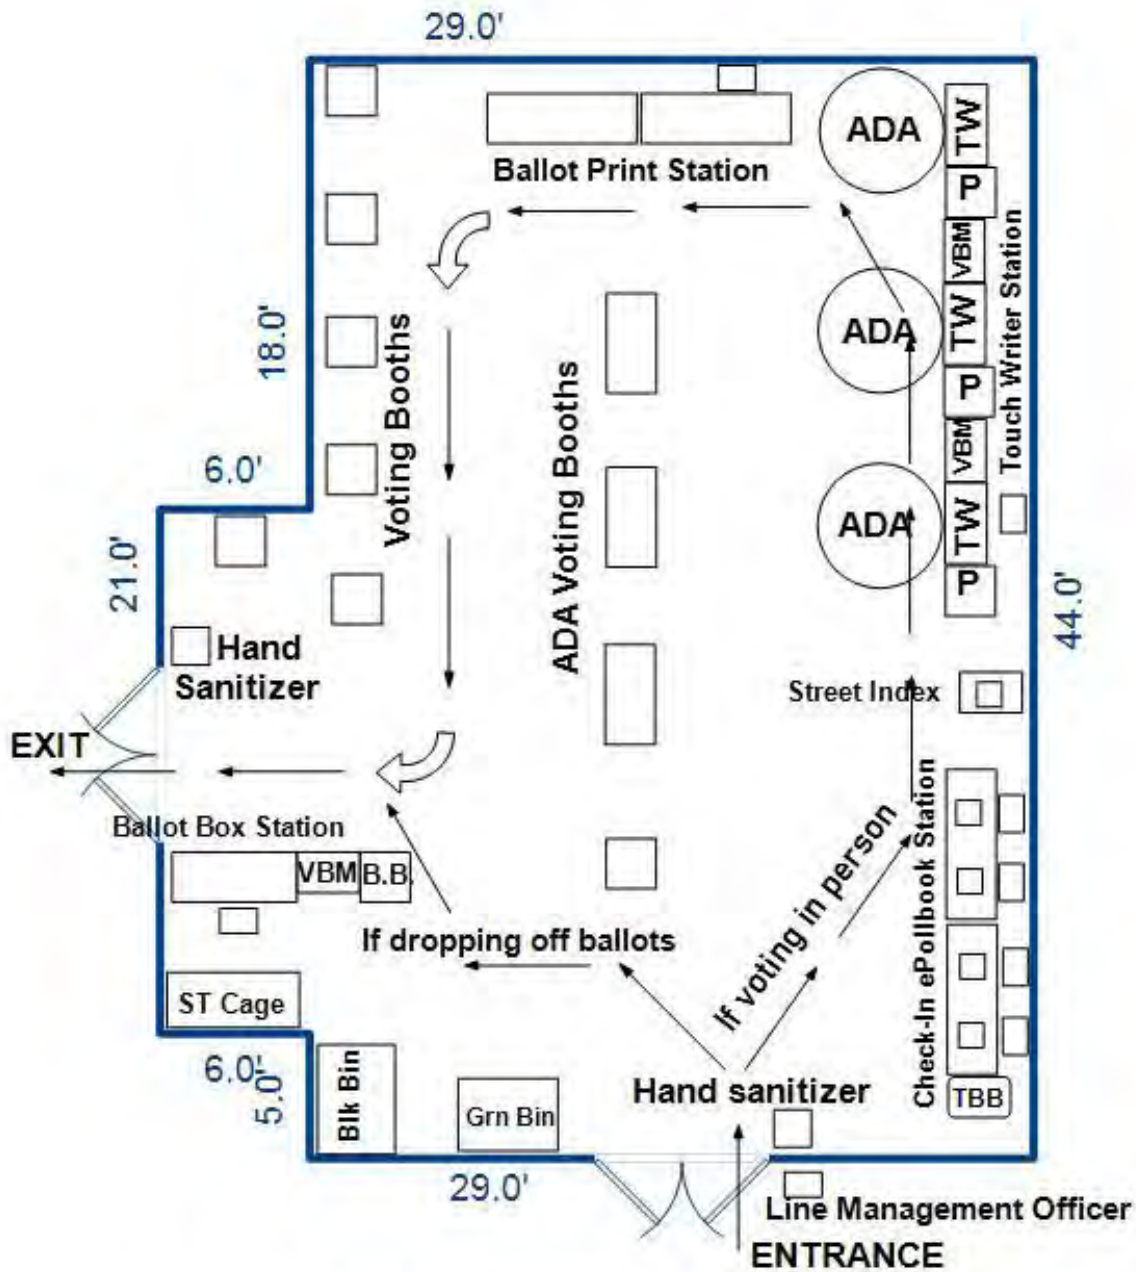 29.0'
ADA
TW
Ballot Print Station
P
VBM
Touch Writer Station
18.0'
Voting Booths
ADA Voting Booths
ADA
TW
P
6.0'
VBM
21.0'
ADA
TW
P
44.0'
Hand
Sanitizer
Street Index
EXIT
Check-In ePollbook Station
Ballot Box Station
VBM
B.B.
If voting in person
If dropping off ballots
ST Cage
6.0'
5.0'
Blk Bin
Grn Bin
Hand sanitizer
TBB
29.0'
Line Management Officer
ENTRANCE